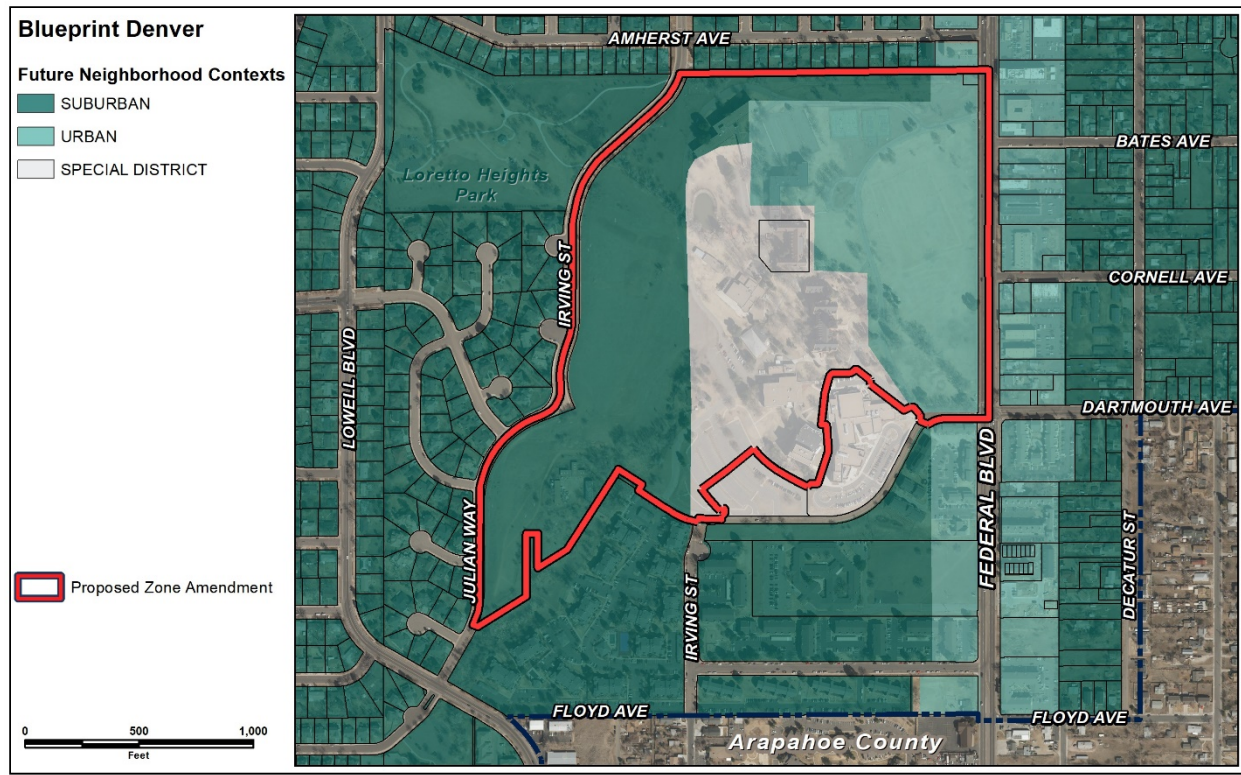 Blueprint Denver
Future Neighborhood Contexts
SUBURBAN
URBAN
SPECIAL DISTRICT
Proposed Zone Amendment
0 500 1,000
Feet
AMHERST AVE
BATES AVE
Loretto Heights
Park
IRVING ST
CORNELL AVE
LOWELL BLVD
DARTMOUTH AVE
FEDERAL BLVD
JULIAN WAY
DECATUR ST
IRVING ST
FLOYD AVE
FLOYD AVE
Arapahoe County